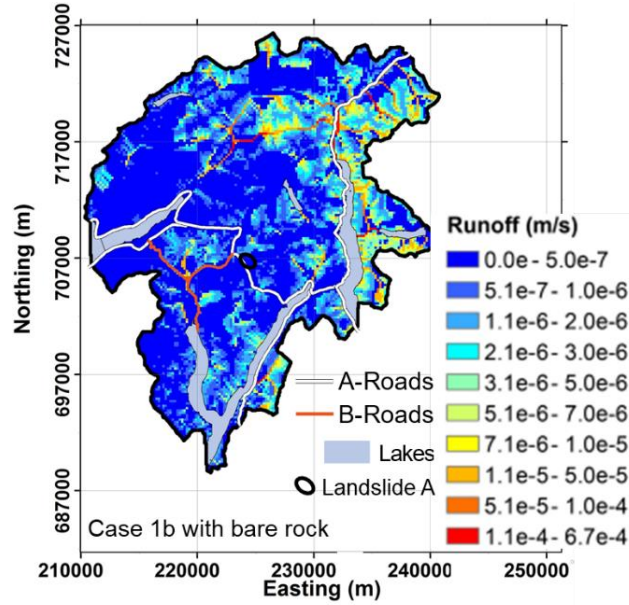 727000
717000
707000
697000
687000
Northing (m)
Runoff (m/s)
0.0e - 5.0e-7
5.1e-7 - 1.0e-6
1.1e-6 - 2.0e-6
2.1e-6 - 3.0e-6
3.1e-6 - 5.0e-6
5.1e-6 - 7.0e-6
7.1e-6 - 1.0e-5
1.1e-5 - 5.0e-5
5.1e-5 - 1.0e-4
1.1e-4 - 6.7e-4
A-Roads
B-Roads
Lakes
Landslide A
Case 1b with bare rock
210000 220000 230000 240000 250000
Easting (m)